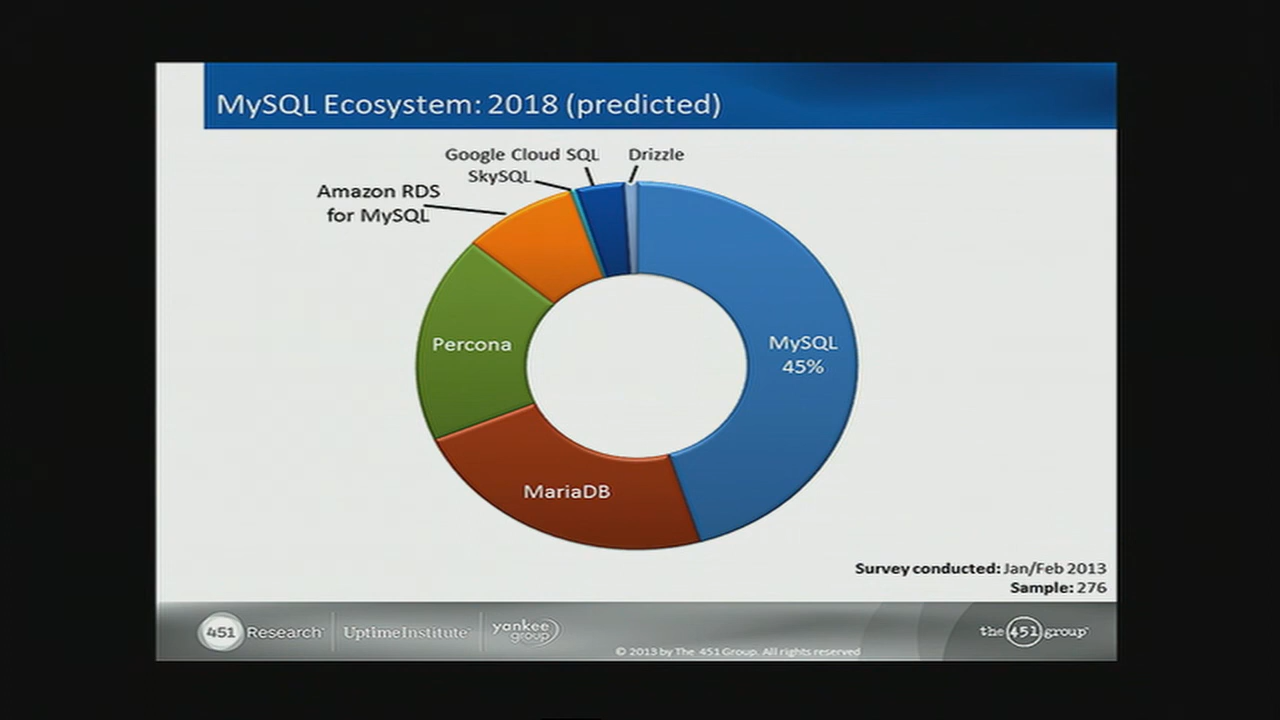 MySQL Ecosystem: 2018 (predicted)
Google Cloud SQL
Drizzle
SkySQL
Amazon RDS
for MySQL
Percona
MySQL
45%
MariaDB
Survey conducted: Jan/Feb 2013
Sample: 276
451 Research
UptimeInstitute
yankee
group
the 451 group
© 2013 by The 451 Group. All rights reserved